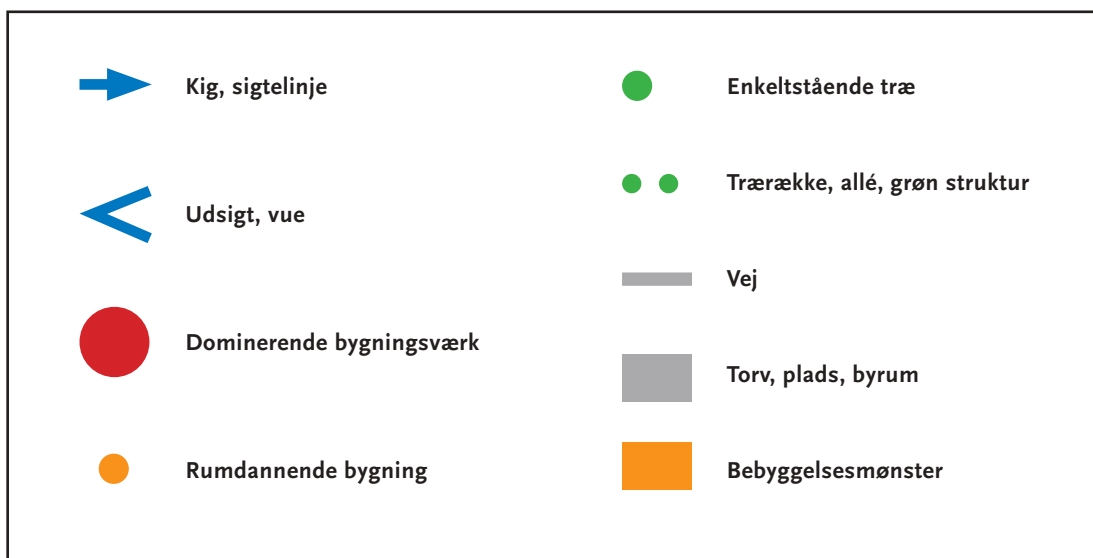 Kig, sigtelinje
Udsigt, vue
Dominerende bygningsværk
Rumdannende bygning
Enkeltstående træ
Trærække, allé, grøn struktur
Vej
Torv, plads, byrum
Bebyggelsesmønster